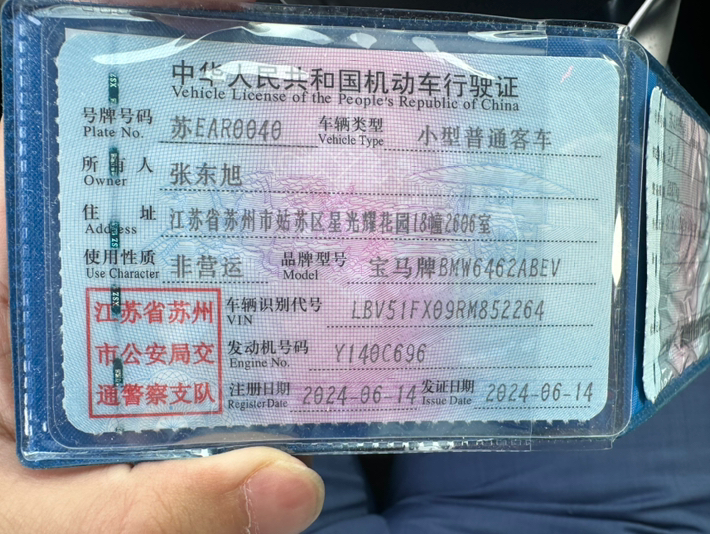 中华人民共和国机动车行驶证
Vehicle License of the People's Republic of China
号牌号码 苏EAR0040 车辆类型 小型普通客车
Plate No. Vehicle Type
所有人 张东旭
Owner
住址 江苏省苏州市姑苏区星光耀花园18幢2606室
Address
使用性质 非营运 品牌型号 宝马牌BMW6462ABEV
Use Character Model
江苏省苏州
市公安局交
通警察支队
车辆识别代号 LBV51FX09RM852264
VIN
发动机号码 Y140C696
Engine No.
注册日期 2024-06-14 发证日期 2024-06-14
Register Date Issue Date